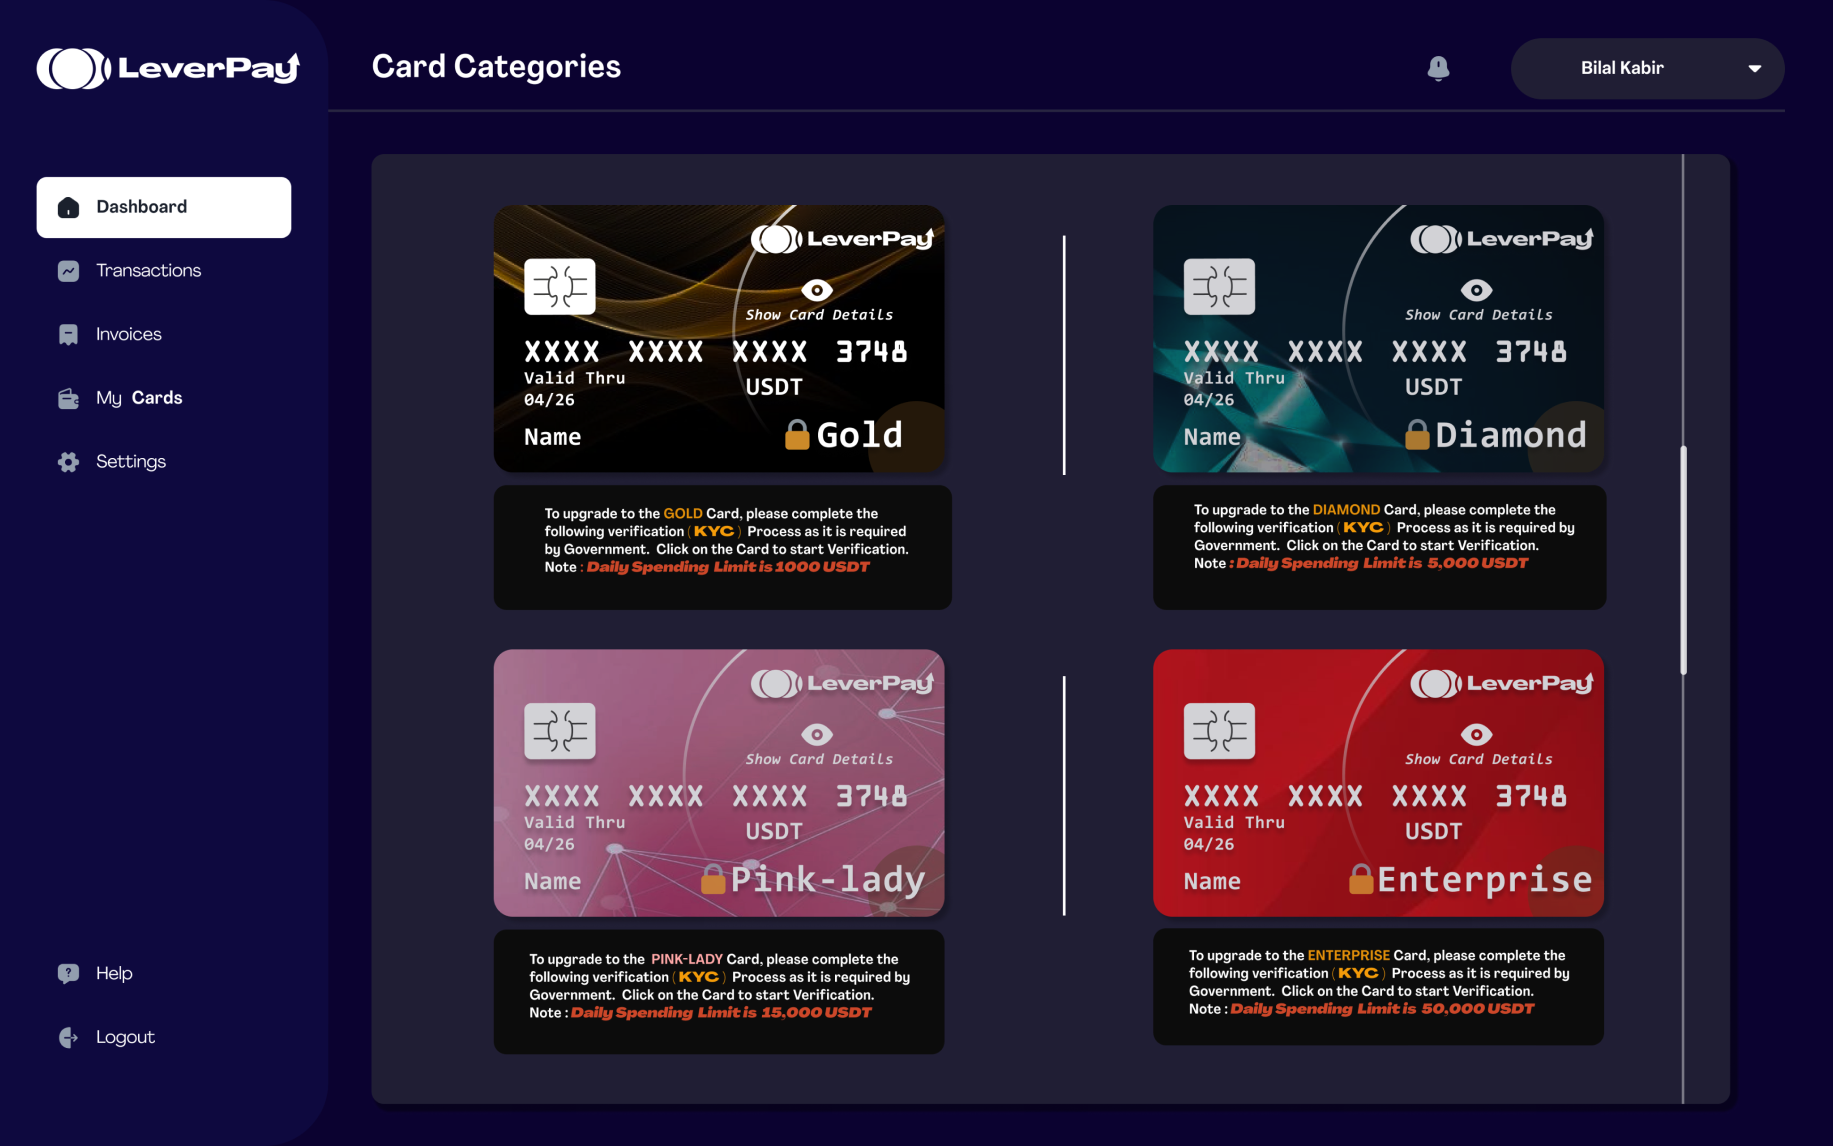 LeverPay
Card Categories
Bilal Kabir
Dashboard
Transactions
Invoices
My Cards
Settings
Help
Logout
LeverPay
Show Card Details
XXXX XXXX XXXX 3748
Valid Thru
04/26
USDT
Name
Gold
To upgrade to the GOLD Card, please complete the
following verification ( KYC ) Process as it is required
by Government. Click on the Card to start Verification.
Note : Daily Spending Limit is 1000 USDT
LeverPay
Show Card Details
XXXX XXXX XXXX 3748
Valid Thru
04/26
USDT
Name
Diamond
To upgrade to the DIAMOND Card, please complete the
following verification ( KYC ) Process as it is required by
Government. Click on the Card to start Verification.
Note : Daily Spending Limit is 5,000 USDT
LeverPay
Show Card Details
XXXX XXXX XXXX 3748
Valid Thru
04/26
USDT
Name
Pink-lady
To upgrade to the PINK-LADY Card, please complete the
following verification ( KYC ) Process as it is required by
Government. Click on the Card to start Verification.
Note : Daily Spending Limit is 15,000 USDT
LeverPay
Show Card Details
XXXX XXXX XXXX 3748
Valid Thru
04/26
USDT
Name
Enterprise
To upgrade to the ENTERPRISE Card, please complete the
following verification ( KYC ) Process as it is required by
Government. Click on the Card to start Verification.
Note : Daily Spending Limit is 50,000 USDT